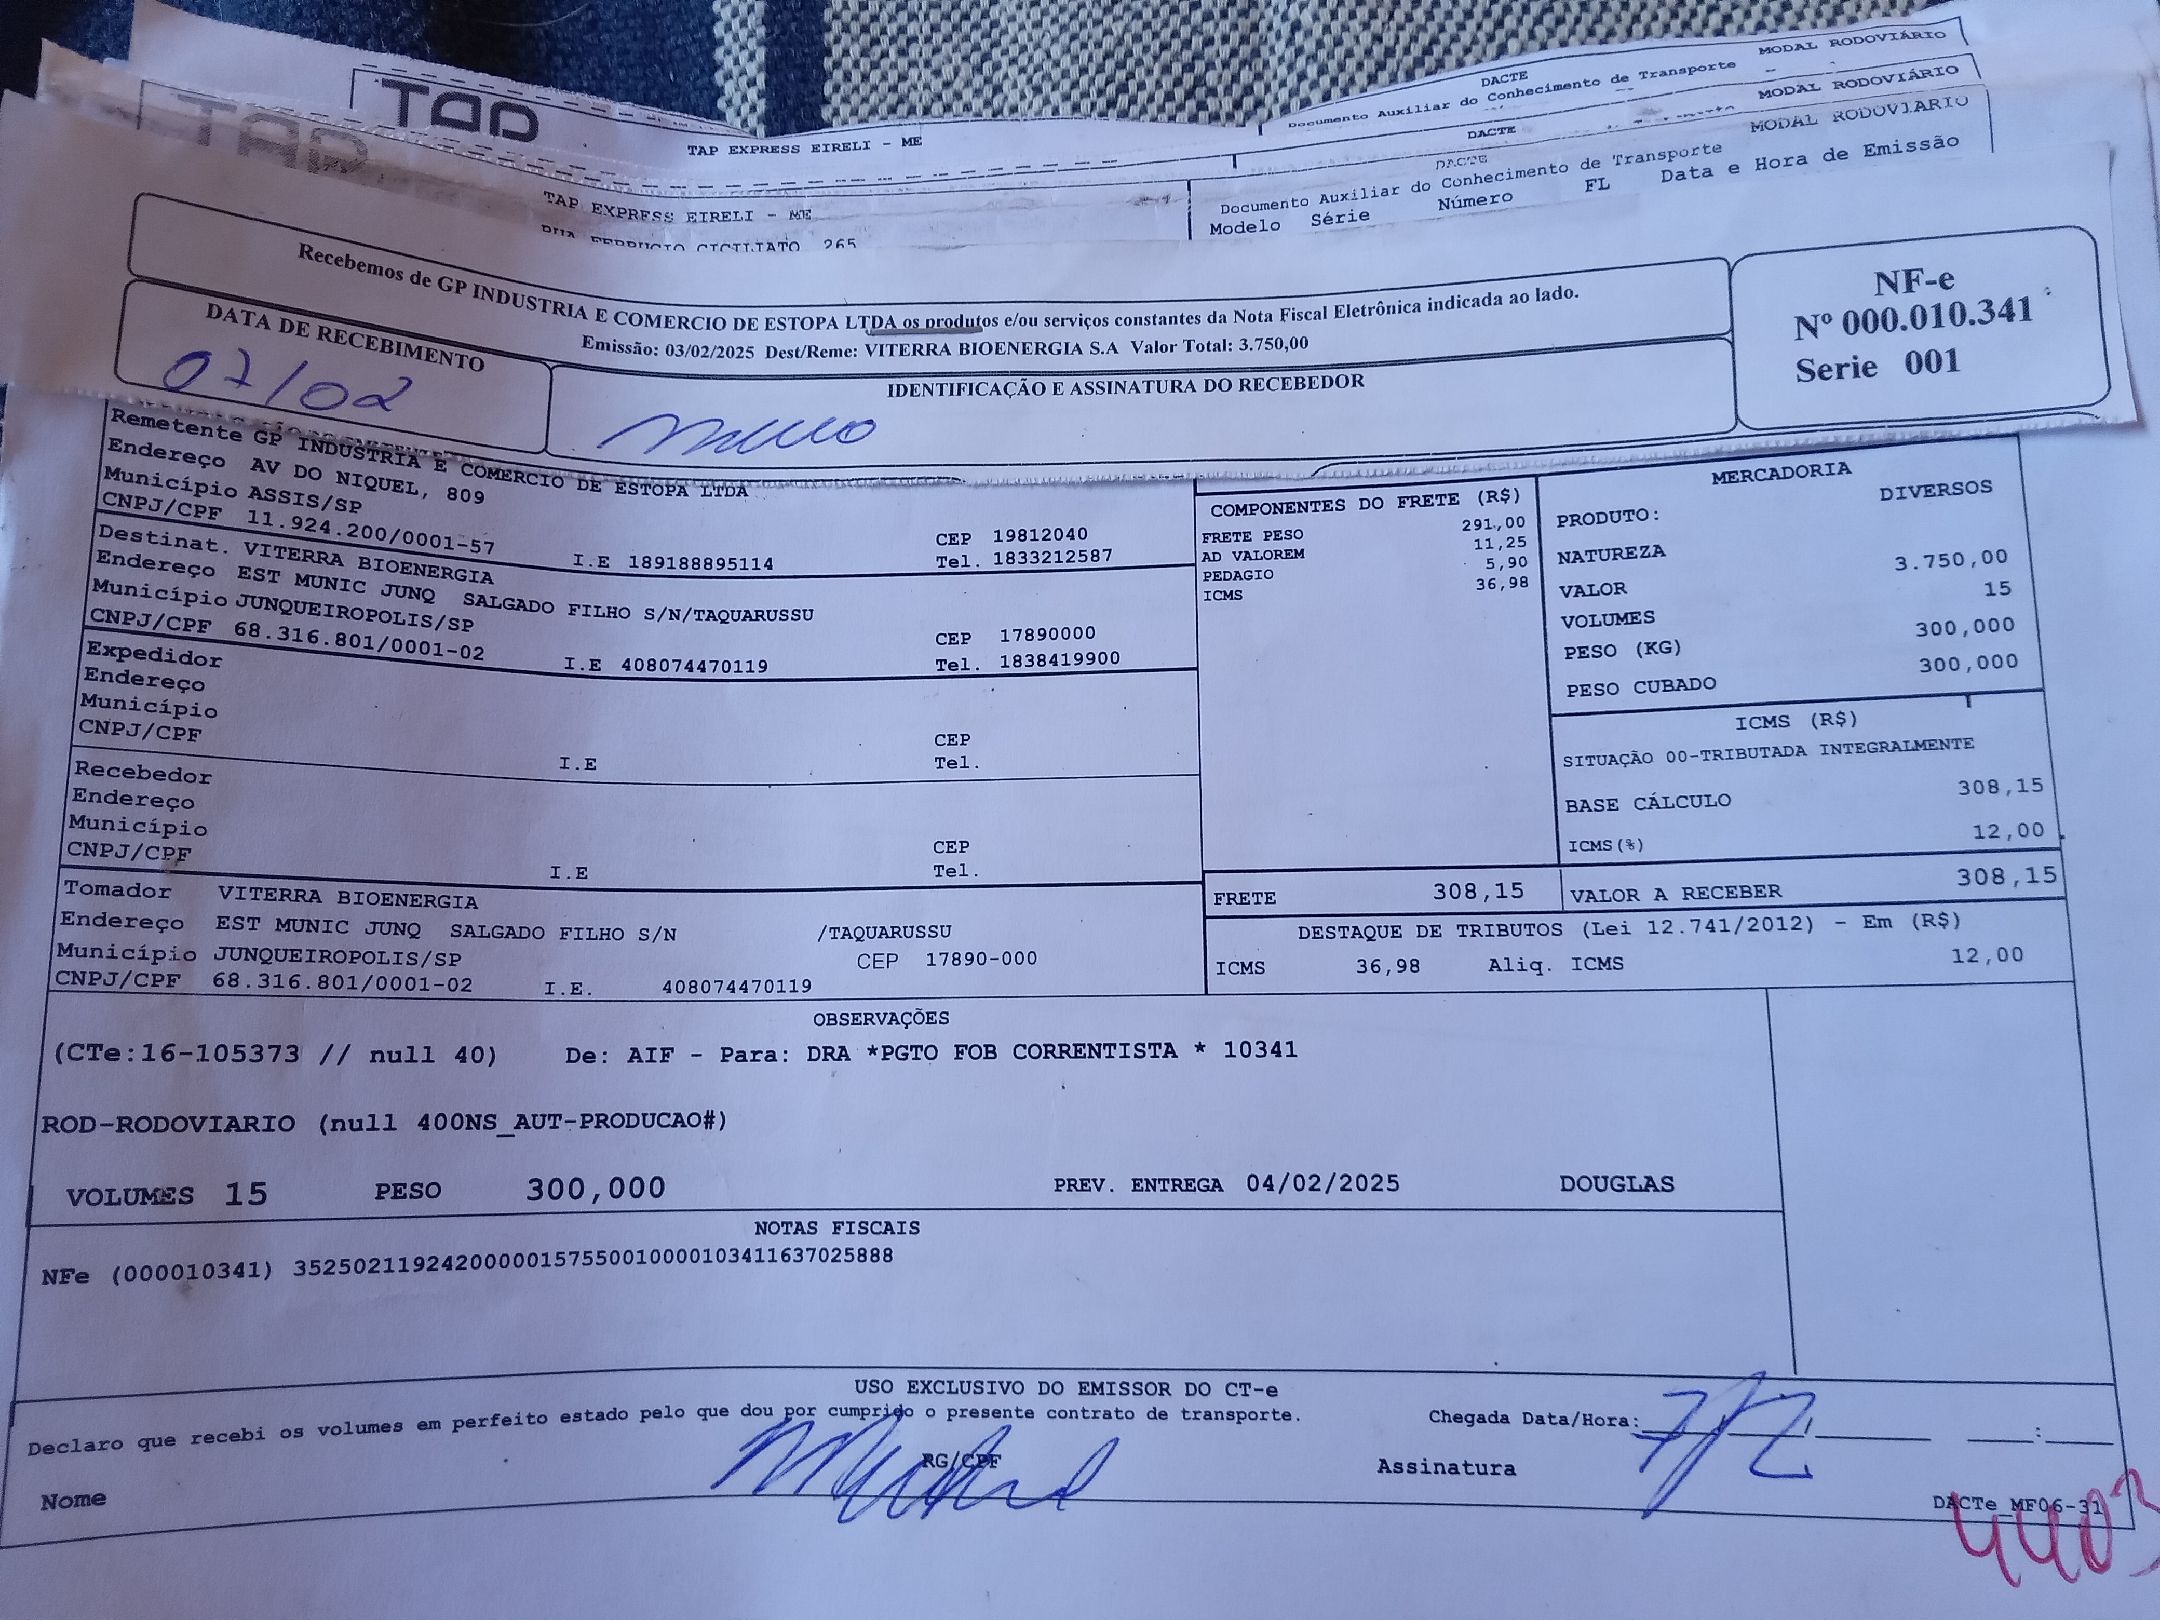 TAP
TAP EXPRESS EIRELI - ME
DACTE
Documento Auxiliar do Conhecimento de Transporte
MODAL RODOVIÁRIO
DACTE
MODAL RODOVIÁRIO
TAP
TAP EXPRESS EIRELI - ME
265
DACTE
MODAL RODOVIARIO
Documento Auxiliar do Conhecimento de Transporte
Modelo Série Número FL Data e Hora de Emissão
Recebemos de GP INDUSTRIA E COMERCIO DE ESTOPA LTDA os produtos e/ou serviços constantes da Nota Fiscal Eletrônica indicada ao lado.
Emissão: 03/02/2025 Dest/Reme: VITERRA BIOENERGIA S.A Valor Total: 3.750,00
NF-e
Nº 000.010.341
Serie 001
DATA DE RECEBIMENTO
07/02
IDENTIFICAÇÃO E ASSINATURA DO RECEBEDOR
Remetente GP INDUSTRIA E COMERCIO DE ESTOPA LTDA
Endereço AV DO NIQUEL, 809
Município ASSIS/SP CEP 19812040
CNPJ/CPF 11.924.200/0001-57 I.E 189188895114 Tel. 1833212587
Destinat. VITERRA BIOENERGIA
Endereço EST MUNIC JUNQ SALGADO FILHO S/N/TAQUARUSSU
Município JUNQUEIROPOLIS/SP CEP 17890000
CNPJ/CPF 68.316.801/0001-02 I.E 408074470119 Tel. 1838419900
Expedidor
Endereço
Município CEP
CNPJ/CPF I.E Tel.
Recebedor
Endereço
Município CEP
CNPJ/CPF I.E Tel.
Tomador VITERRA BIOENERGIA
Endereço EST MUNIC JUNQ SALGADO FILHO S/N /TAQUARUSSU
Município JUNQUEIROPOLIS/SP CEP 17890-000
CNPJ/CPF 68.316.801/0001-02 I.E. 408074470119
COMPONENTES DO FRETE (R$)
FRETE PESO 291,00
AD VALOREM 11,25
PEDAGIO 5,90
ICMS 36,98
MERCADORIA
PRODUTO: DIVERSOS
NATUREZA
VALOR 3.750,00
VOLUMES 15
PESO (KG) 300,000
PESO CUBADO 300,000
ICMS (R$)
SITUAÇÃO 00-TRIBUTADA INTEGRALMENTE
BASE CÁLCULO 308,15
ICMS(%) 12,00
FRETE 308,15 VALOR A RECEBER 308,15
DESTAQUE DE TRIBUTOS (Lei 12.741/2012) - Em (R$)
ICMS 36,98 Aliq. ICMS 12,00
OBSERVAÇÕES
(CTe:16-105373 // null 40) De: AIF - Para: DRA *PGTO FOB CORRENTISTA * 10341
ROD-RODOVIARIO (null 400NS_AUT-PRODUCAO#)
VOLUMES 15 PESO 300,000 PREV. ENTREGA 04/02/2025 DOUGLAS
NOTAS FISCAIS
NFe (000010341) 35250211924200000157550010000103411637025888
USO EXCLUSIVO DO EMISSOR DO CT-e
Declaro que recebi os volumes em perfeito estado pelo que dou por cumprido o presente contrato de transporte.
Chegada Data/Hora: 7/2
Nome RG/CPF Assinatura
DACTe_MF06-31
4403